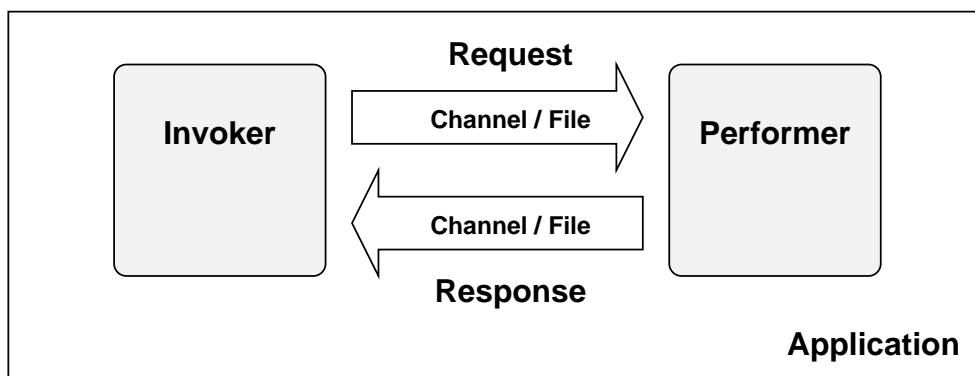 Request
Invoker
Channel / File
Performer
Channel / File
Response
Application